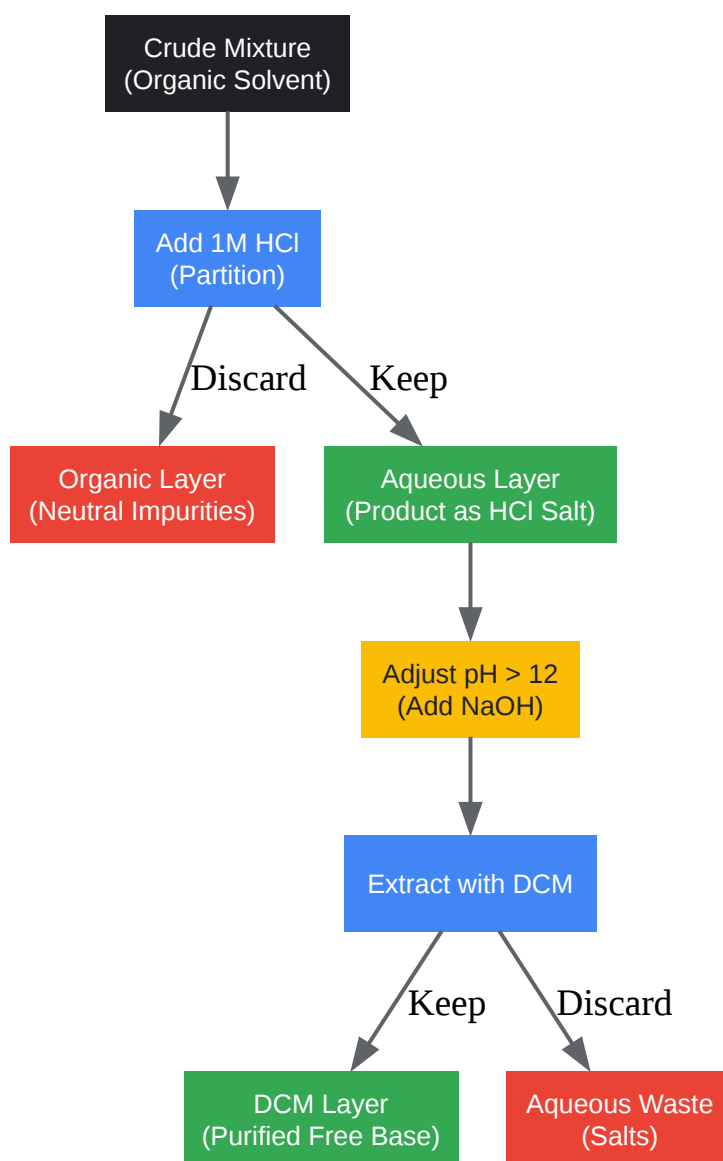 Crude Mixture
(Organic Solvent)
Add 1M HCl
(Partition)
Discard
Keep
Organic Layer
(Neutral Impurities)
Aqueous Layer
(Product as HCl Salt)
Adjust pH > 12
(Add NaOH)
Extract with DCM
Keep
Discard
DCM Layer
(Purified Free Base)
Aqueous Waste
(Salts)